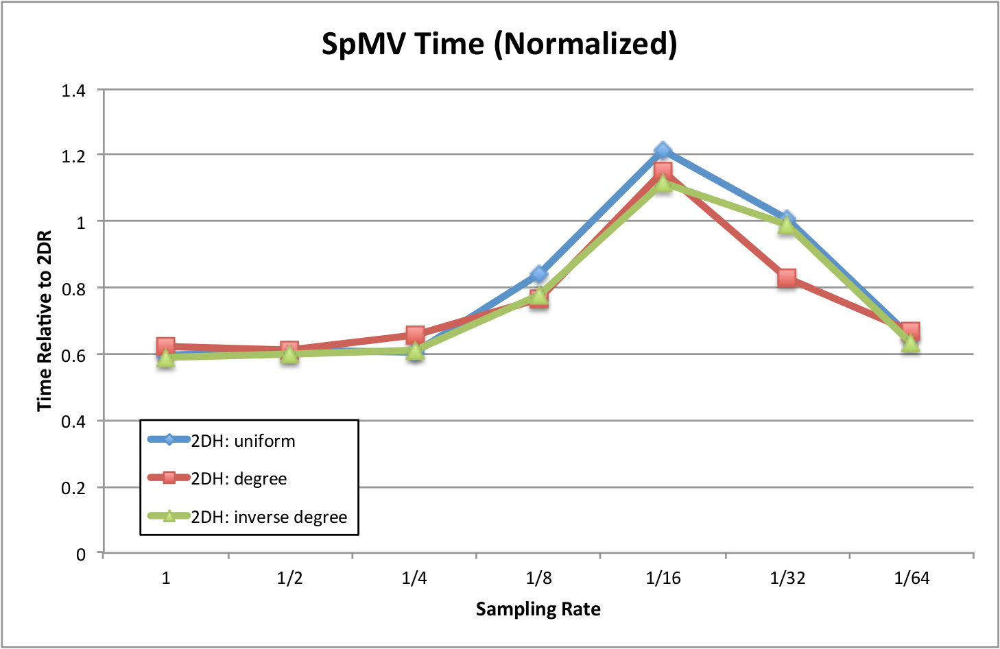 SpMV Time (Normalized)
1.4
1.2
1
0.8
0.6
0.4
0.2
0
Time Relative to 2DR
2DH: uniform
2DH: degree
2DH: inverse degree
1 1/2 1/4 1/8 1/16 1/32 1/64
Sampling Rate